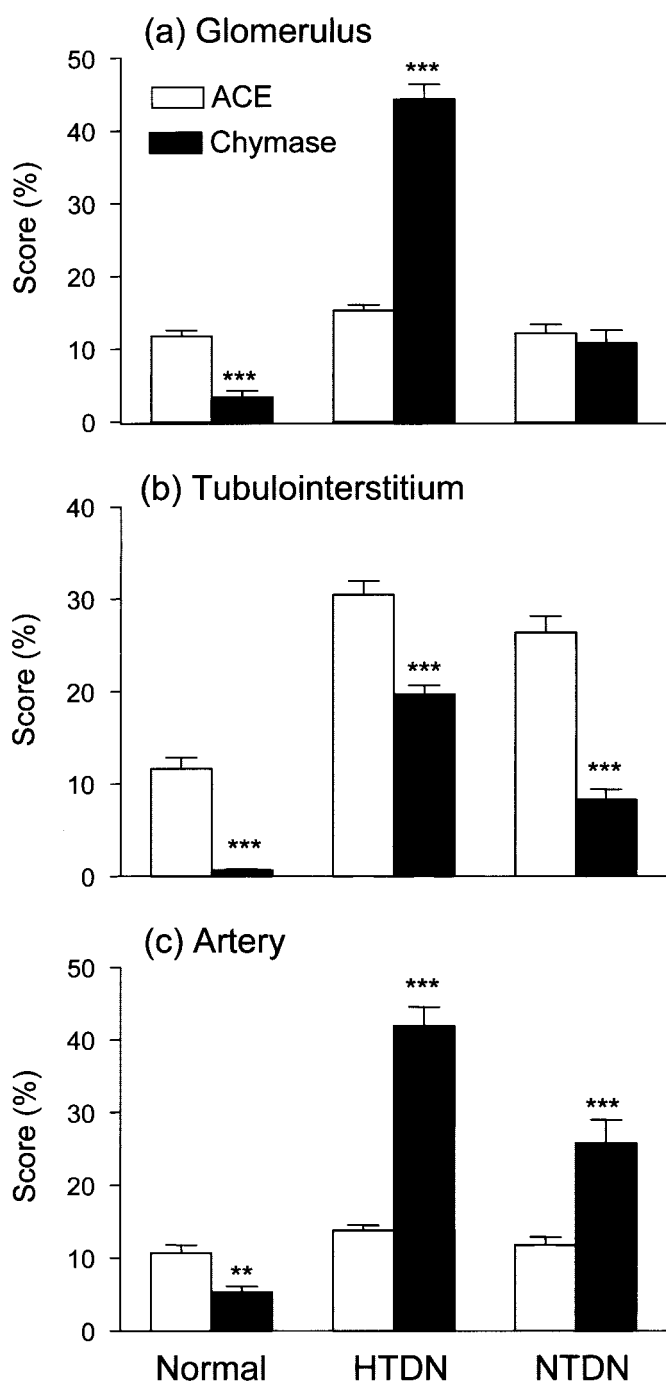 (a) Glomerulus
50
40
30
20
10
0
Score (%)
ACE
Chymase
***
***
(b) Tubulointerstitium
40
30
20
10
0
Score (%)
***
***
***
(c) Artery
50
40
30
20
10
0
Score (%)
**
***
***
Normal HTDN NTDN